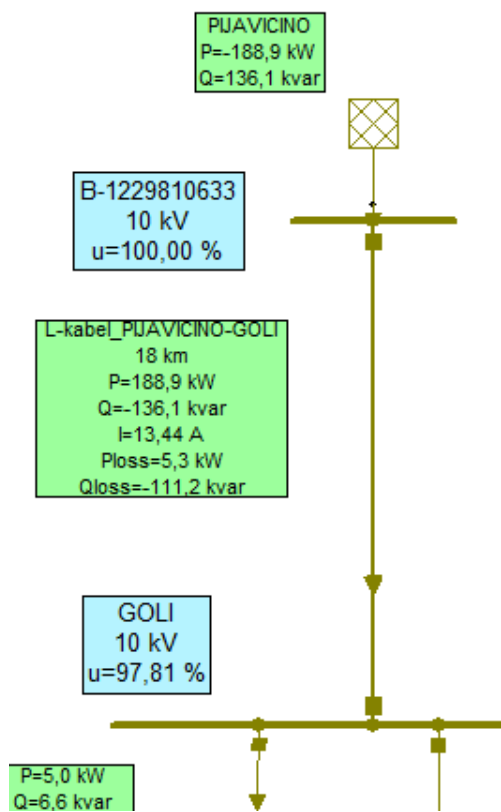 PIJAVICINO
P=-188,9 kW
Q=136,1 kvar
B-1229810633
10 kV
u=100,00 %
L-kabel_PIJAVICINO-GOLI
18 km
P=188,9 kW
Q=-136,1 kvar
I=13,44 A
Ploss=5,3 kW
Qloss=-111,2 kvar
GOLI
10 kV
u=97,81 %
P=5,0 kW
Q=6,6 kvar